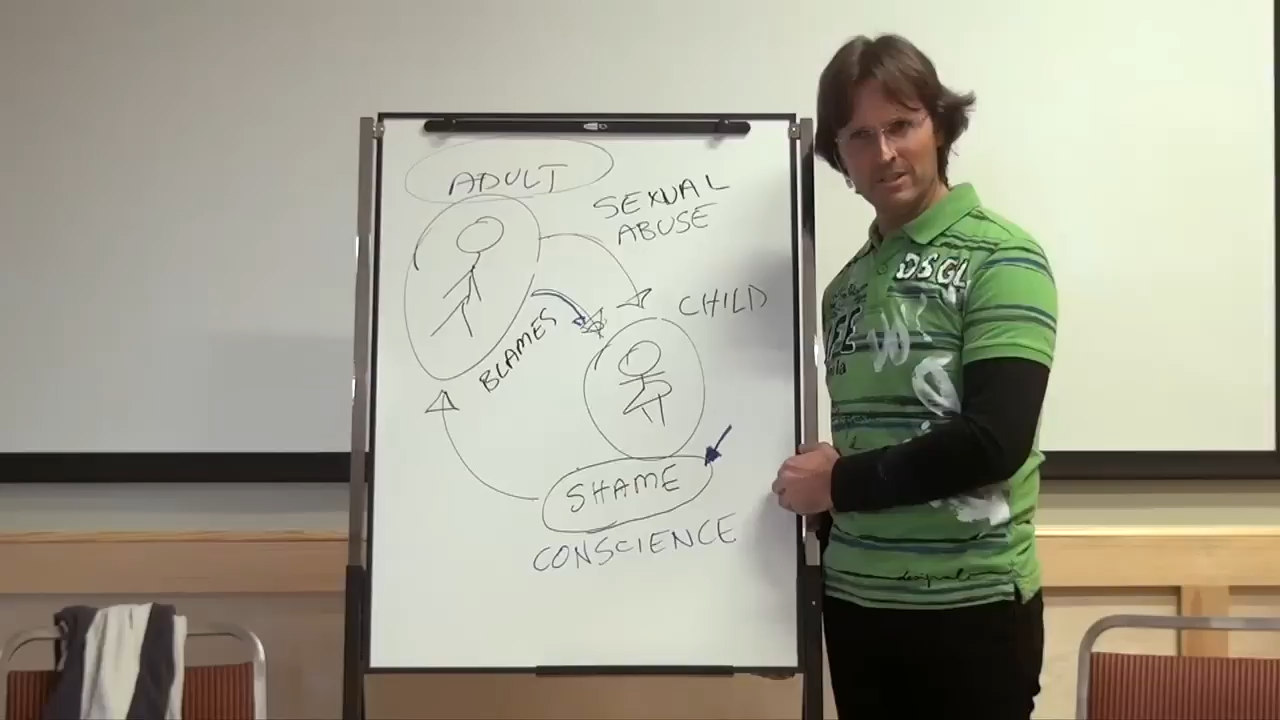 ADULT
SEXUAL
ABUSE
CHILD
BLAMES
SHAME
CONSCIENCE
DSGL